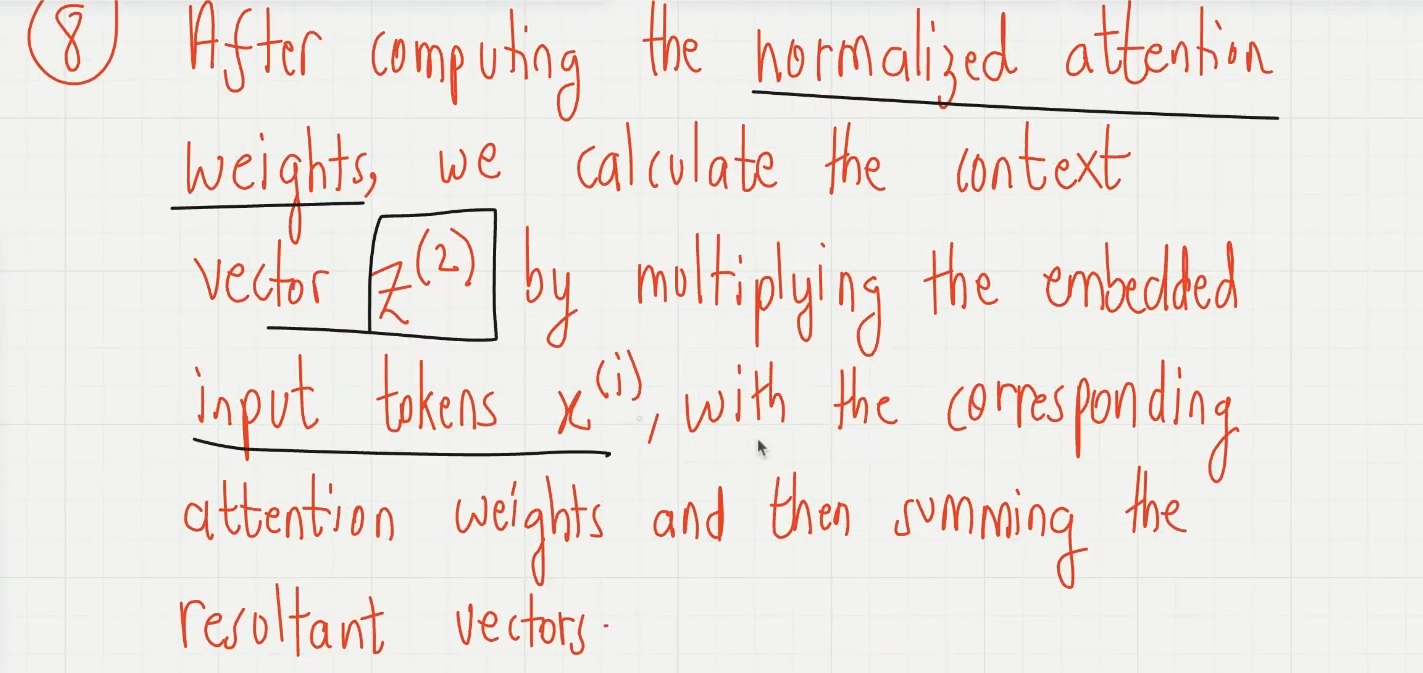 8 After computing the normalized attention
weights, we calculate the context
vector z^(2) by multiplying the embedded
input tokens x^(i), with the corresponding
attention weights and then summing the
resultant vectors.